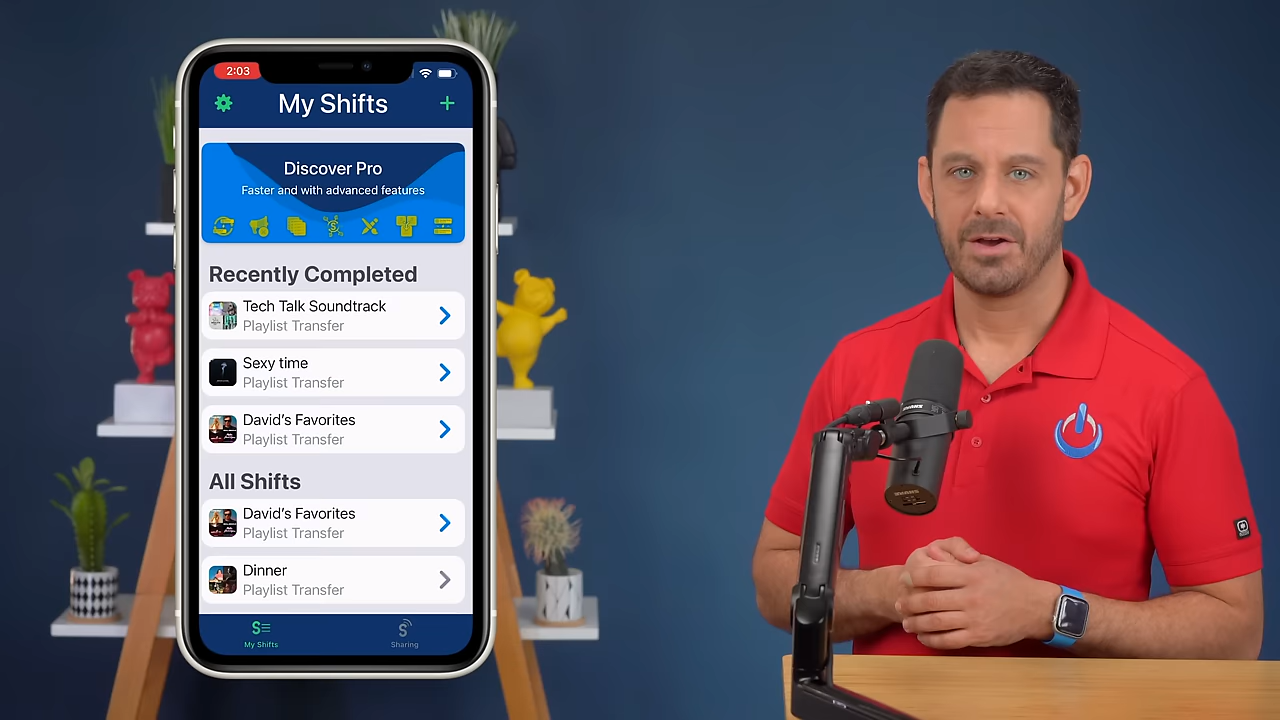 2:03
My Shifts
+
Discover Pro
Faster and with advanced features
Recently Completed
Tech Talk Soundtrack
Playlist Transfer
Sexy time
Playlist Transfer
David's Favorites
Playlist Transfer
All Shifts
David's Favorites
Playlist Transfer
Dinner
Playlist Transfer
My Shifts
Sharing
SHURE
SHURE